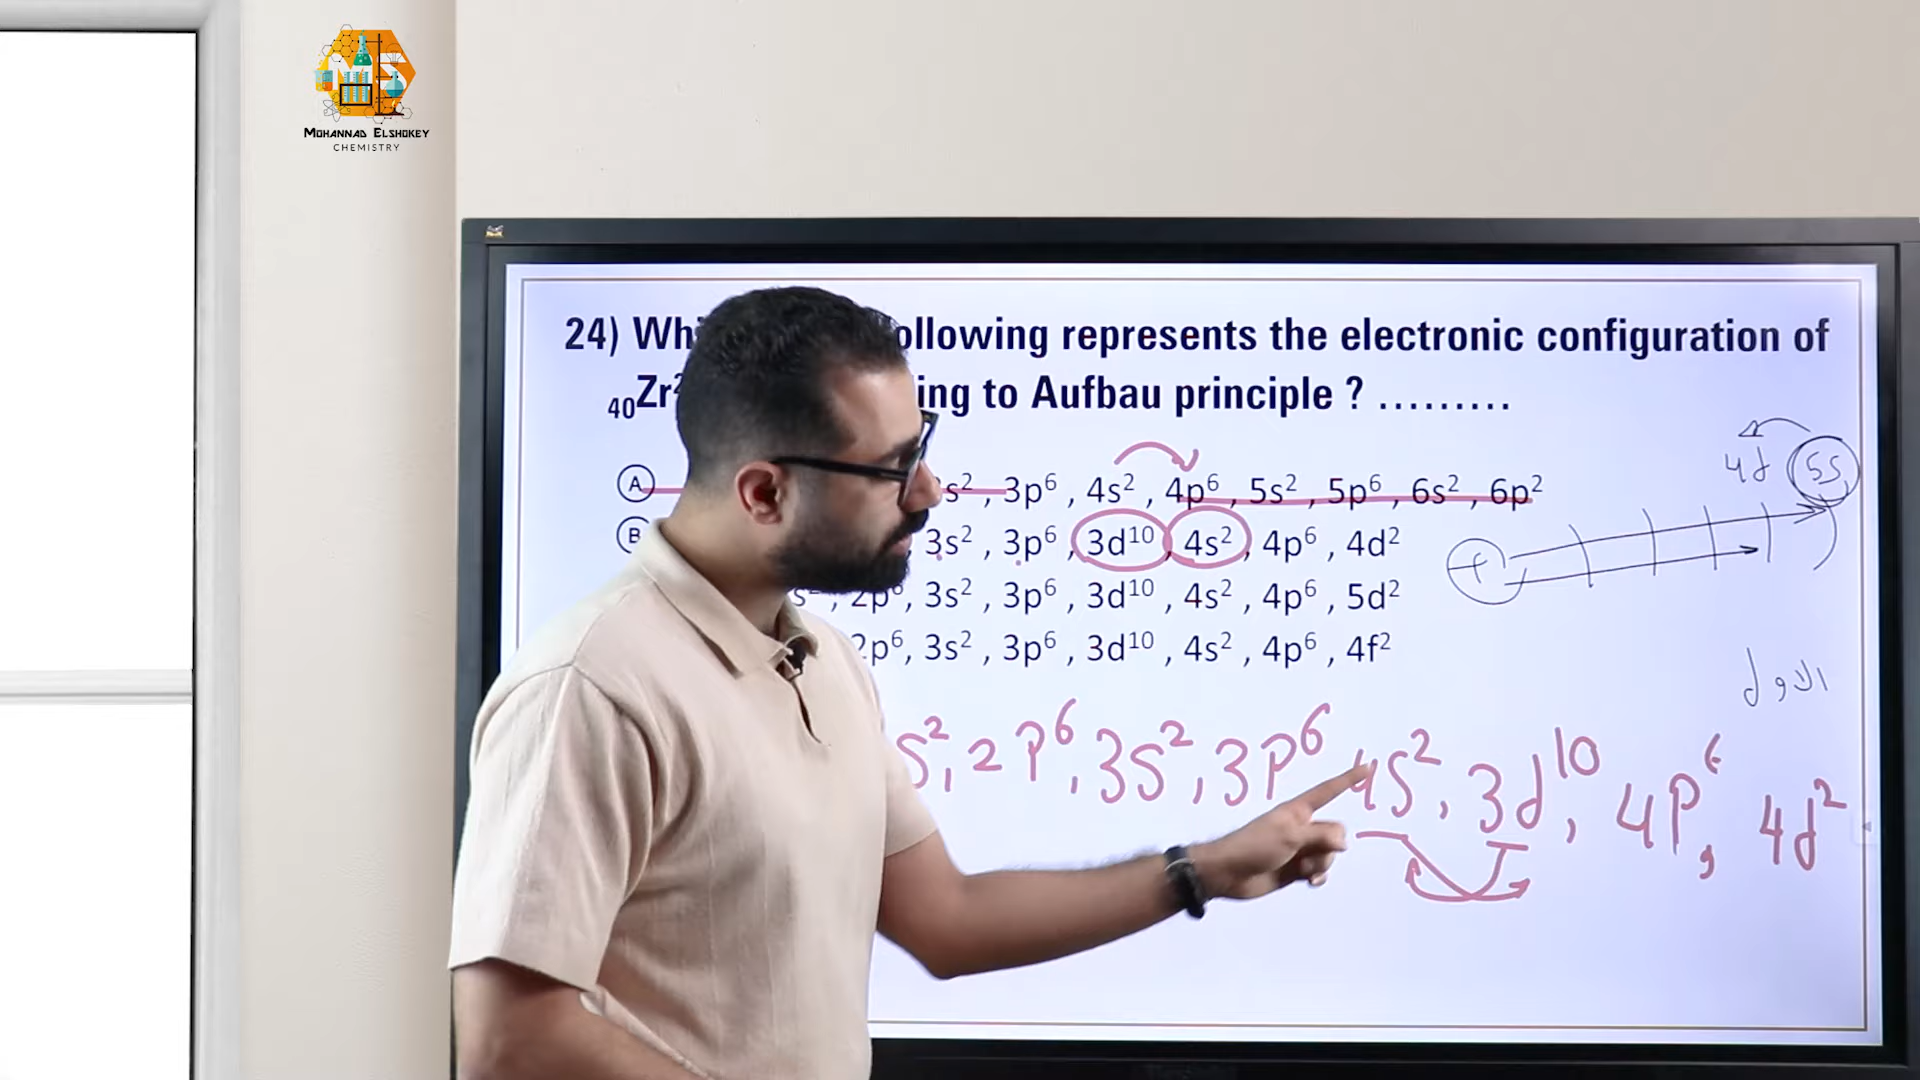 MOHANNAD ELSHOKEY
CHEMISTRY
24) ollowing represents the electronic configuration of
₄₀Zr ing to Aufbau principle ? .........
A s², 3p⁶ , 4s² , 4p⁶ , 5s² , 5p⁶ , 6s² , 6p²
B 3s² , 3p⁶ , 3d¹⁰ , 4s² , 4p⁶ , 4d²
2p⁶, 3s² , 3p⁶ , 3d¹⁰ , 4s² , 4p⁶ , 5d²
2p⁶, 3s² , 3p⁶ , 3d¹⁰ , 4s² , 4p⁶ , 4f²
4d 5s
+
الاول
S², 2P⁶, 3S², 3P⁶ 4S², 3d¹⁰, 4P⁶, 4d²